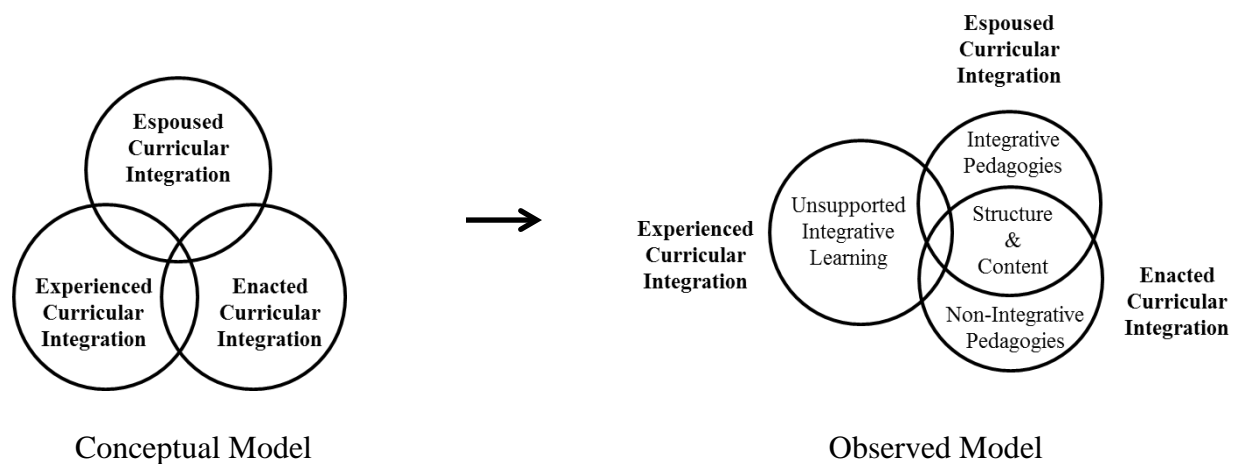 Espoused
Curricular
Integration
Experienced
Curricular
Integration
Enacted
Curricular
Integration
Conceptual Model
Espoused
Curricular
Integration
Integrative
Pedagogies
Unsupported
Integrative
Learning
Structure
&
Content
Experienced
Curricular
Integration
Enacted
Curricular
Integration
Non-Integrative
Pedagogies
Observed Model